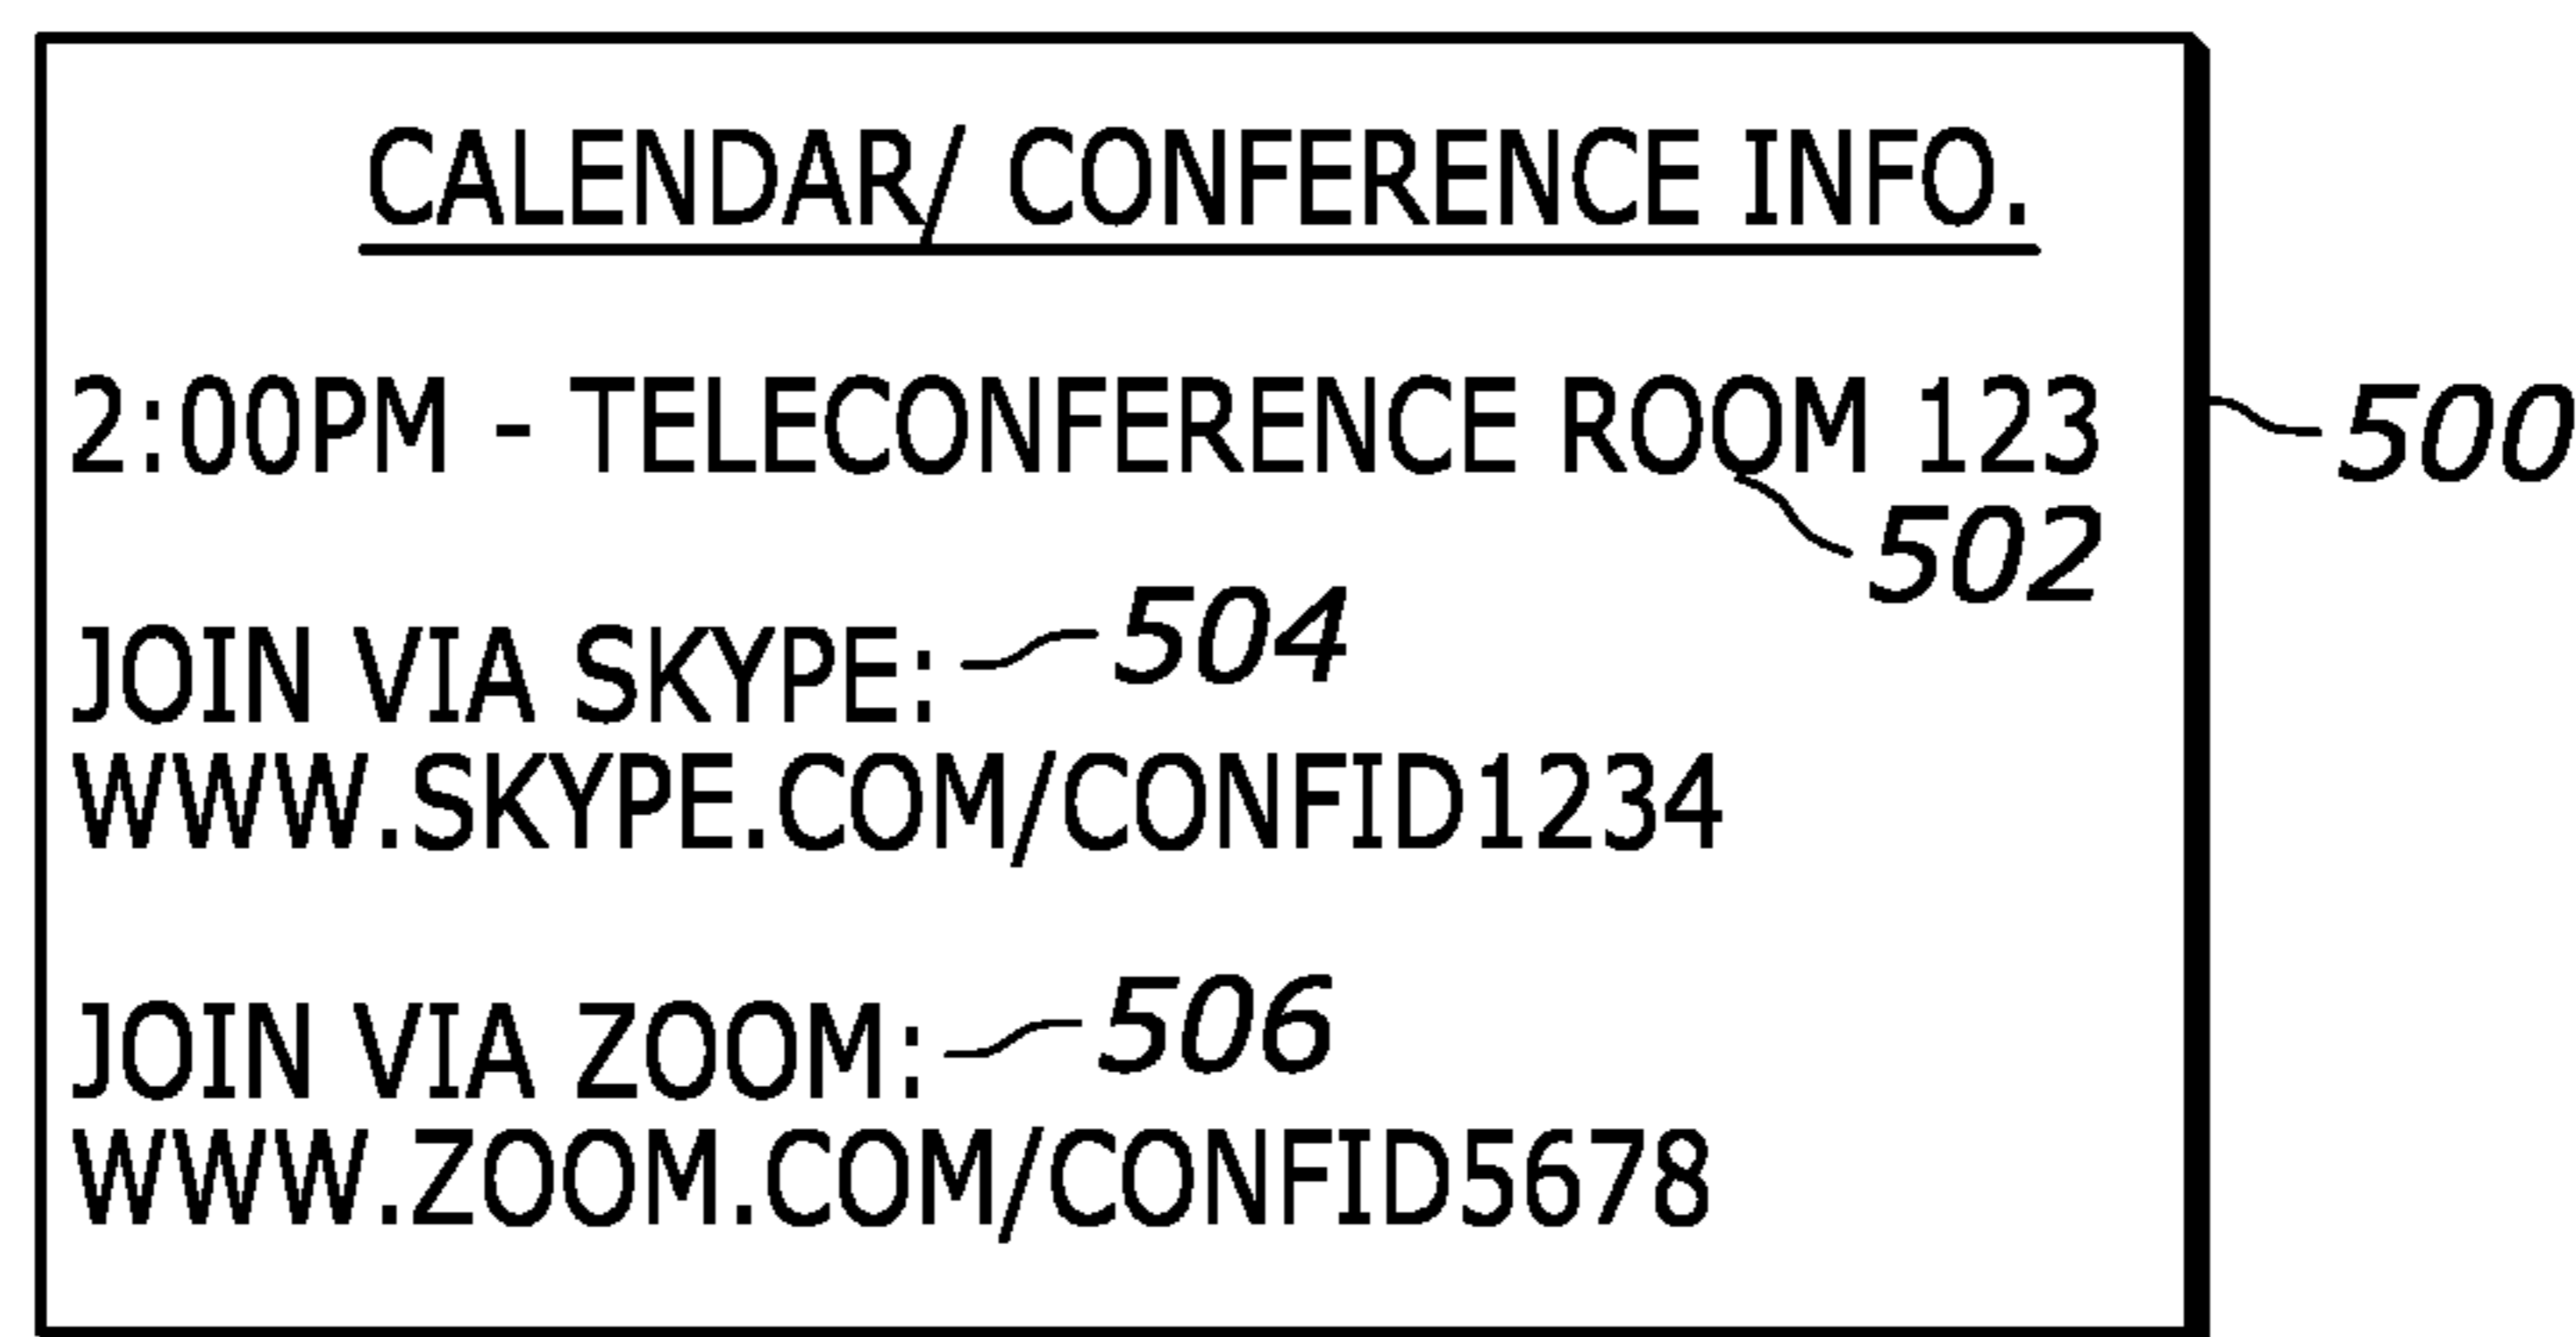 CALENDAR/ CONFERENCE INFO.
2:00PM - TELECONFERENCE ROOM 123
500
502
JOIN VIA SKYPE: 504
WWW.SKYPE.COM/CONFID1234
JOIN VIA ZOOM: 506
WWW.ZOOM.COM/CONFID5678